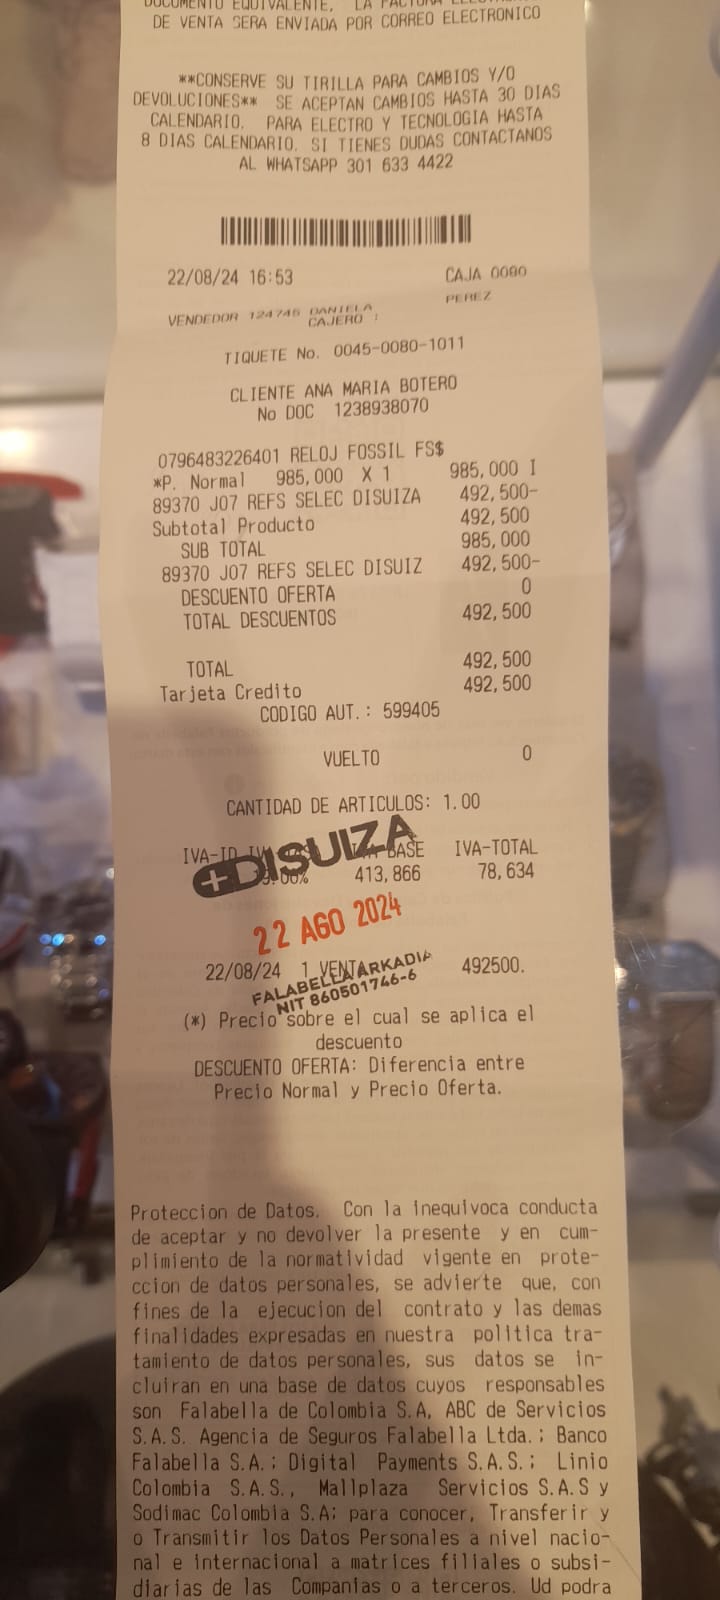 DOCUMENTO EQUIVALENTE. LA FACTURA
DE VENTA SERA ENVIADA POR CORREO ELECTRONICO
**CONSERVE SU TIRILLA PARA CAMBIOS Y/O
DEVOLUCIONES** SE ACEPTAN CAMBIOS HASTA 30 DIAS
CALENDARIO. PARA ELECTRO Y TECNOLOGIA HASTA
8 DIAS CALENDARIO. SI TIENES DUDAS CONTACTANOS
AL WHATSAPP 301 633 4422
22/08/24 16:53 CAJA 0080
VENDEDOR 124745 DANIELA PEREZ
CAJERO :
TIQUETE No. 0045-0080-1011
CLIENTE ANA MARIA BOTERO
No DOC 1238938070
0796483226401 RELOJ FOSSIL FS$
*P. Normal 985,000 X 1 985,000 I
89370 J07 REFS SELEC DISUIZA 492,500-
Subtotal Producto 492,500
SUB TOTAL 985,000
89370 J07 REFS SELEC DISUIZ 492,500-
DESCUENTO OFERTA 0
TOTAL DESCUENTOS 492,500
TOTAL 492,500
Tarjeta Credito 492,500
CODIGO AUT.: 599405
VUELTO 0
CANTIDAD DE ARTICULOS: 1.00
IVA-ID BASE IVA-TOTAL
+DISUIZA
413,866 78,634
22 AGO 2024
22/08/24 1 VENTA 492500.
FALABELLA ARKADIA
NIT 860501746-6
(*) Precio sobre el cual se aplica el
descuento
DESCUENTO OFERTA: Diferencia entre
Precio Normal y Precio Oferta.
Proteccion de Datos. Con la inequivoca conducta
de aceptar y no devolver la presente y en cum-
plimiento de la normatividad vigente en prote-
ccion de datos personales, se advierte que, con
fines de la ejecucion del contrato y las demas
finalidades expresadas en nuestra politica tra-
tamiento de datos personales, sus datos se in-
cluiran en una base de datos cuyos responsables
son Falabella de Colombia S.A, ABC de Servicios
S.A.S. Agencia de Seguros Falabella Ltda.; Banco
Falabella S.A.; Digital Payments S.A.S.; Linio
Colombia S.A.S., Mallplaza Servicios S.A.S y
Sodimac Colombia S.A; para conocer, Transferir y
o Transmitir los Datos Personales a nivel nacio-
nal e internacional a matrices filiales o subsi-
diarias de las Companias o a terceros. Ud podra